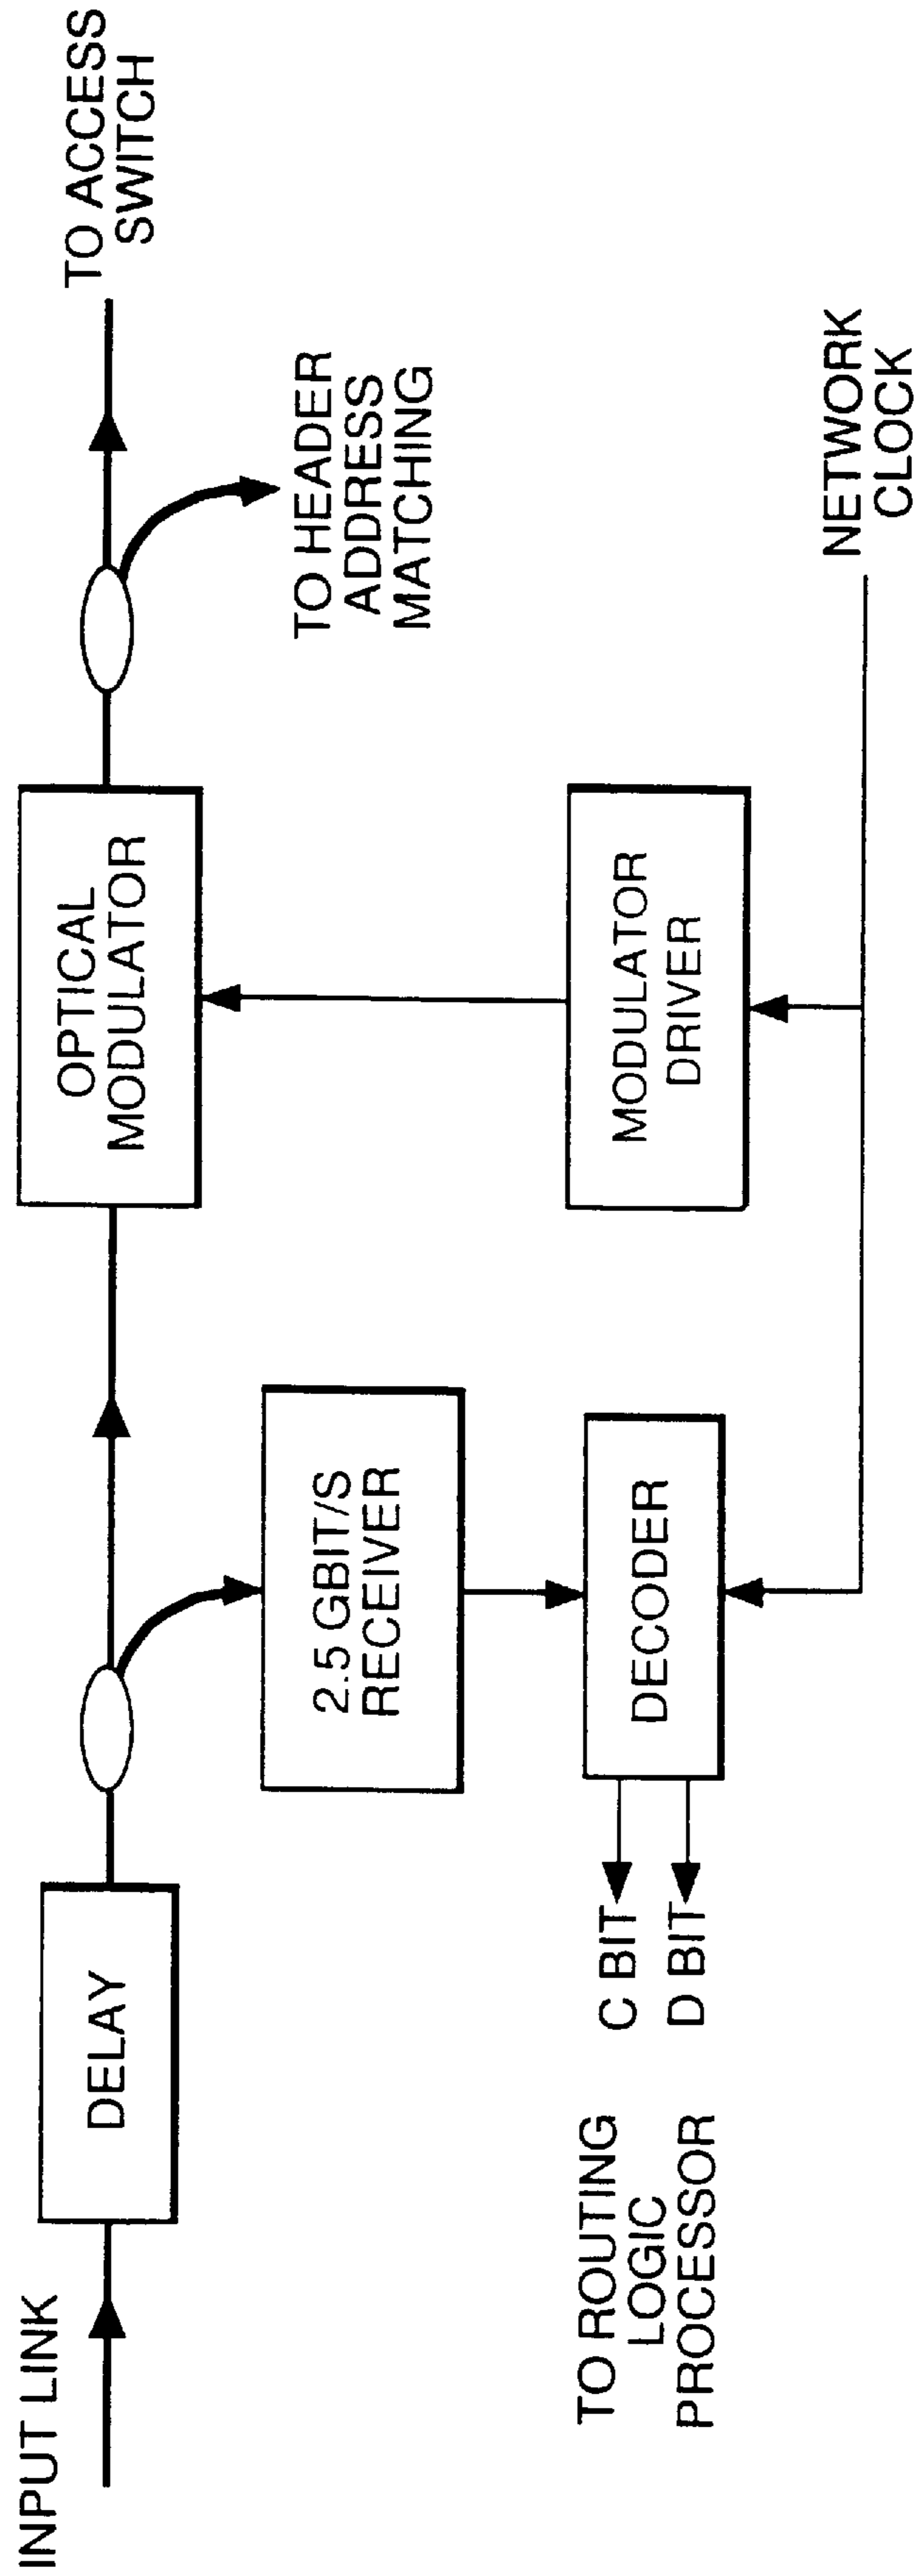 INPUT LINK
DELAY
OPTICAL
MODULATOR
TO ACCESS
SWITCH
TO HEADER
ADDRESS
MATCHING
2.5 GBIT/S
RECEIVER
DECODER
MODULATOR
DRIVER
NETWORK
CLOCK
C BIT
D BIT
TO ROUTING
LOGIC
PROCESSOR